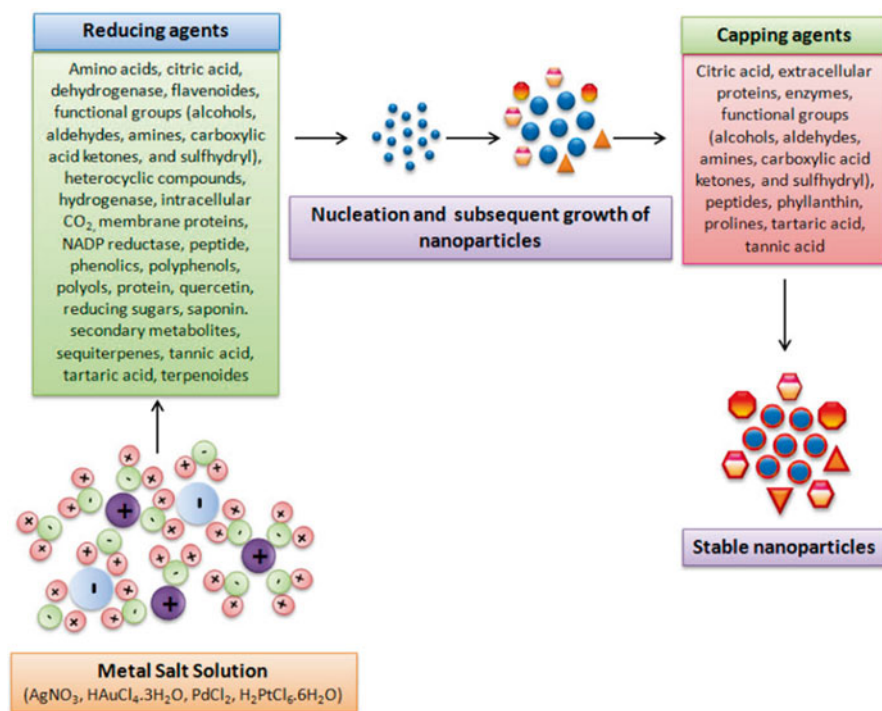 Reducing agents
Amino acids, citric acid,
dehydrogenase, flavenoides,
functional groups (alcohols,
aldehydes, amines, carboxylic
acid ketones, and sulfhydryl),
heterocyclic compounds,
hydrogenase, intracellular
CO₂, membrane proteins,
NADP reductase, peptide,
phenolics, polyphenols,
polyols, protein, quercetin,
reducing sugars, saponin.
secondary metabolites,
sequiterpenes, tannic acid,
tartaric acid, terpenoides
Nucleation and subsequent growth of
nanoparticles
Capping agents
Citric acid, extracellular
proteins, enzymes,
functional groups
(alcohols, aldehydes,
amines, carboxylic acid
ketones, and sulfhydryl),
peptides, phyllanthin,
prolines, tartaric acid,
tannic acid
Stable nanoparticles
Metal Salt Solution
(AgNO₃, HAuCl₄.3H₂O, PdCl₂, H₂PtCl₆.6H₂O)